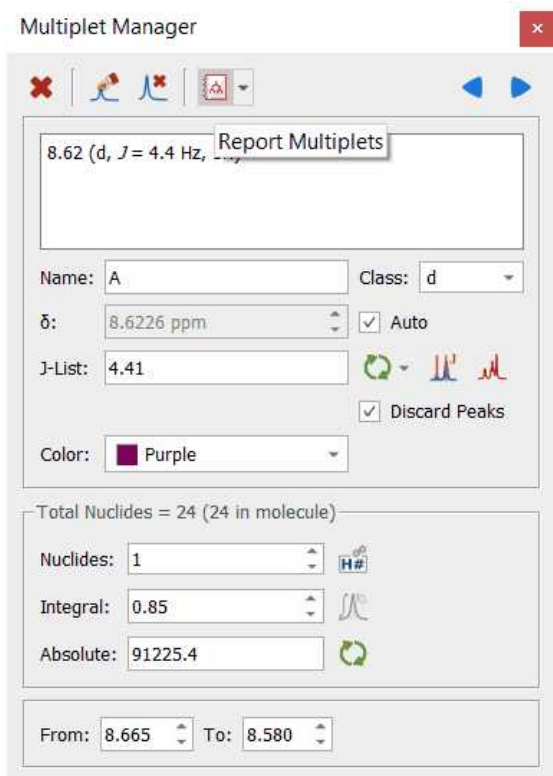 Multiplet Manager
Report Multiplets
8.62 (d, J = 4.4 Hz,
Name: A Class: d
δ: 8.6226 ppm Auto
J-List: 4.41
Discard Peaks
Color: Purple
Total Nuclides = 24 (24 in molecule)
Nuclides: 1 H#
Integral: 0.85
Absolute: 91225.4
From: 8.665 To: 8.580